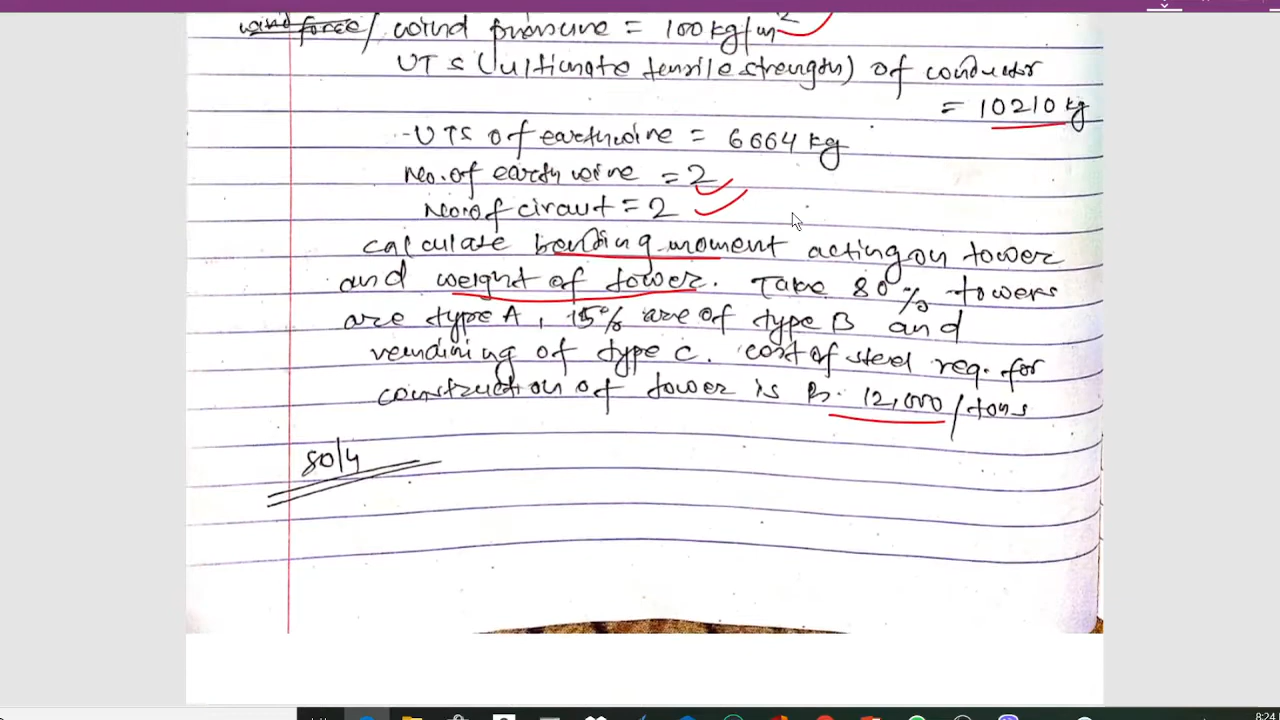 wind force / wind pressure = 100 kg/m²
UTS (ultimate tensile strength) of conductor
= 10210 kg
-UTS of earthwire = 6664 kg
No. of earth wire = 2
No. of circuit = 2
calculate bending moment acting on tower
and weight of tower. Take 80% towers
are type A, 15% are of type B and
remaining of type C. cost of steel req. for
construction of tower is Rs. 12,000/tons
soln
8:24